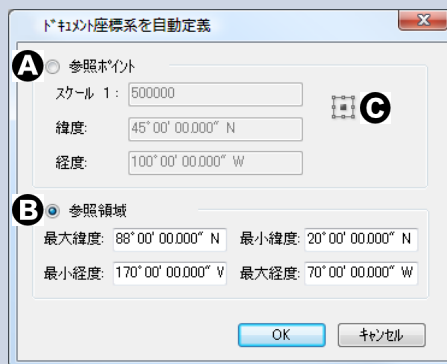 ドキュメント座標系を自動定義
A 参照ポイント
スケール 1: 500000
C
緯度: 45°00' 00.000" N
経度: 100°00' 00.000" W
B 参照領域
最大緯度: 88°00' 00.000" N 最小緯度: 20°00' 00.000" N
最小経度: 170°00' 00.000" V 最大経度: 70°00' 00.000" W
OK キャンセル